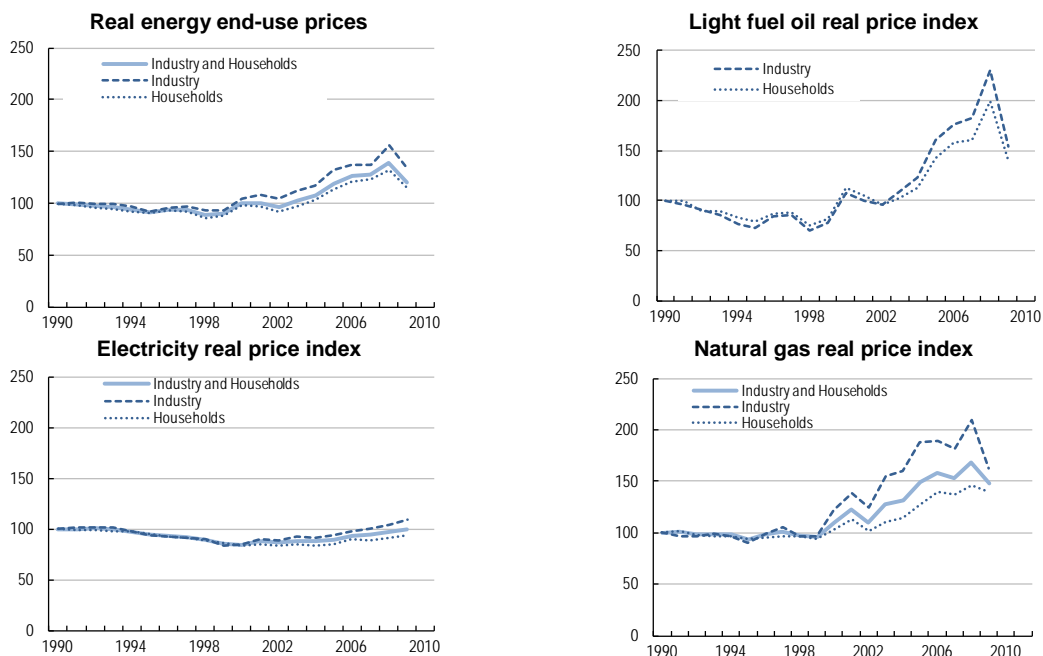 Real energy end-use prices
250
200
150
100
50
0
Industry and Households
Industry
Households
1990 1994 1998 2002 2006 2010
Light fuel oil real price index
250
200
150
100
50
0
Industry
Households
1990 1994 1998 2002 2006 2010
Electricity real price index
250
200
150
100
50
0
Industry and Households
Industry
Households
1990 1994 1998 2002 2006 2010
Natural gas real price index
250
200
150
100
50
0
Industry and Households
Industry
Households
1990 1994 1998 2002 2006 2010